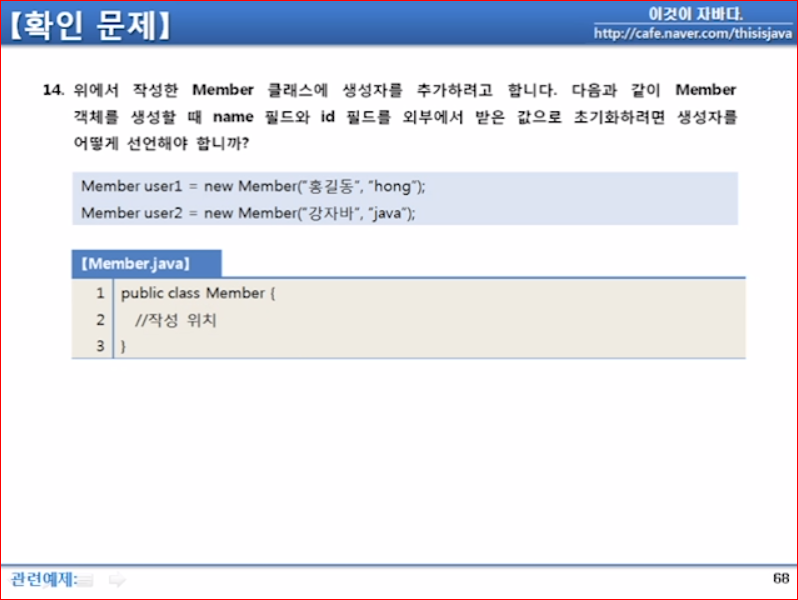 【확인 문제】
이것이 자바다.
http://cafe.naver.com/thisisjava
14. 위에서 작성한 Member 클래스에 생성자를 추가하려고 합니다. 다음과 같이 Member
객체를 생성할 때 name 필드와 id 필드를 외부에서 받은 값으로 초기화하려면 생성자를
어떻게 선언해야 합니까?
Member user1 = new Member("홍길동", "hong");
Member user2 = new Member("강자바", "java");
【Member.java】
1 public class Member {
2 //작성 위치
3 }
관련예제:
68